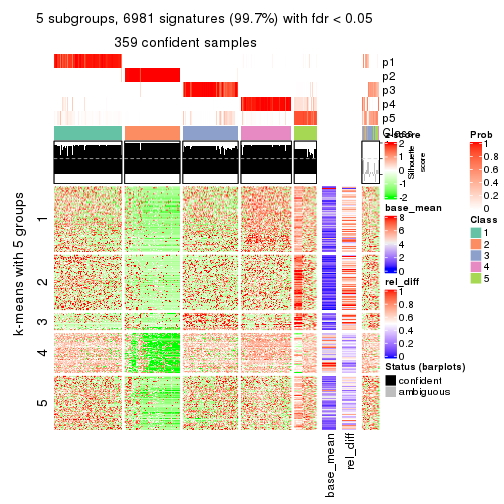 5 subgroups, 6981 signatures (99.7%) with fdr < 0.05
359 confident samples
p1
p2
p3
p4
p5
Class
z-score
2
1
0
-1
-2
Silhouette score
Prob
1
0.8
0.6
0.4
0.2
0
base_mean
8
6
4
2
0
Class
1
2
3
4
5
rel_diff
1
0.8
0.6
0.4
0.2
0
Status (barplots)
confident
ambiguous
k-means with 5 groups
1
2
3
4
5
base_mean
rel_diff